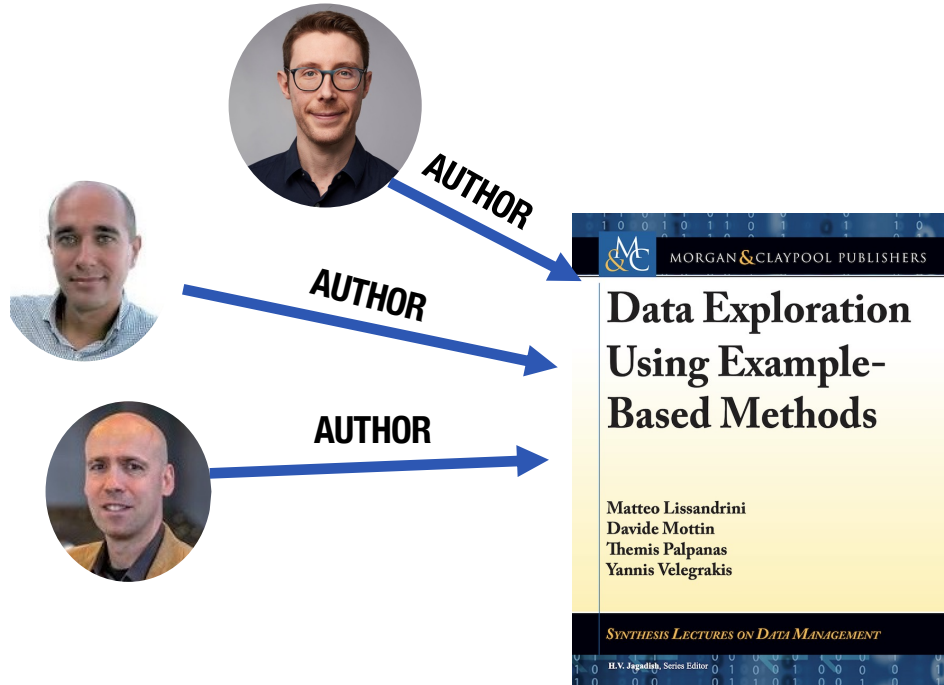 AUTHOR
AUTHOR
AUTHOR
M
&C
MORGAN&CLAYPOOL PUBLISHERS
Data Exploration
Using Example-
Based Methods
Matteo Lissandrini
Davide Mottin
Themis Palpanas
Yannis Velegrakis
SYNTHESIS LECTURES ON DATA MANAGEMENT
H.V. Jagadish, Series Editor